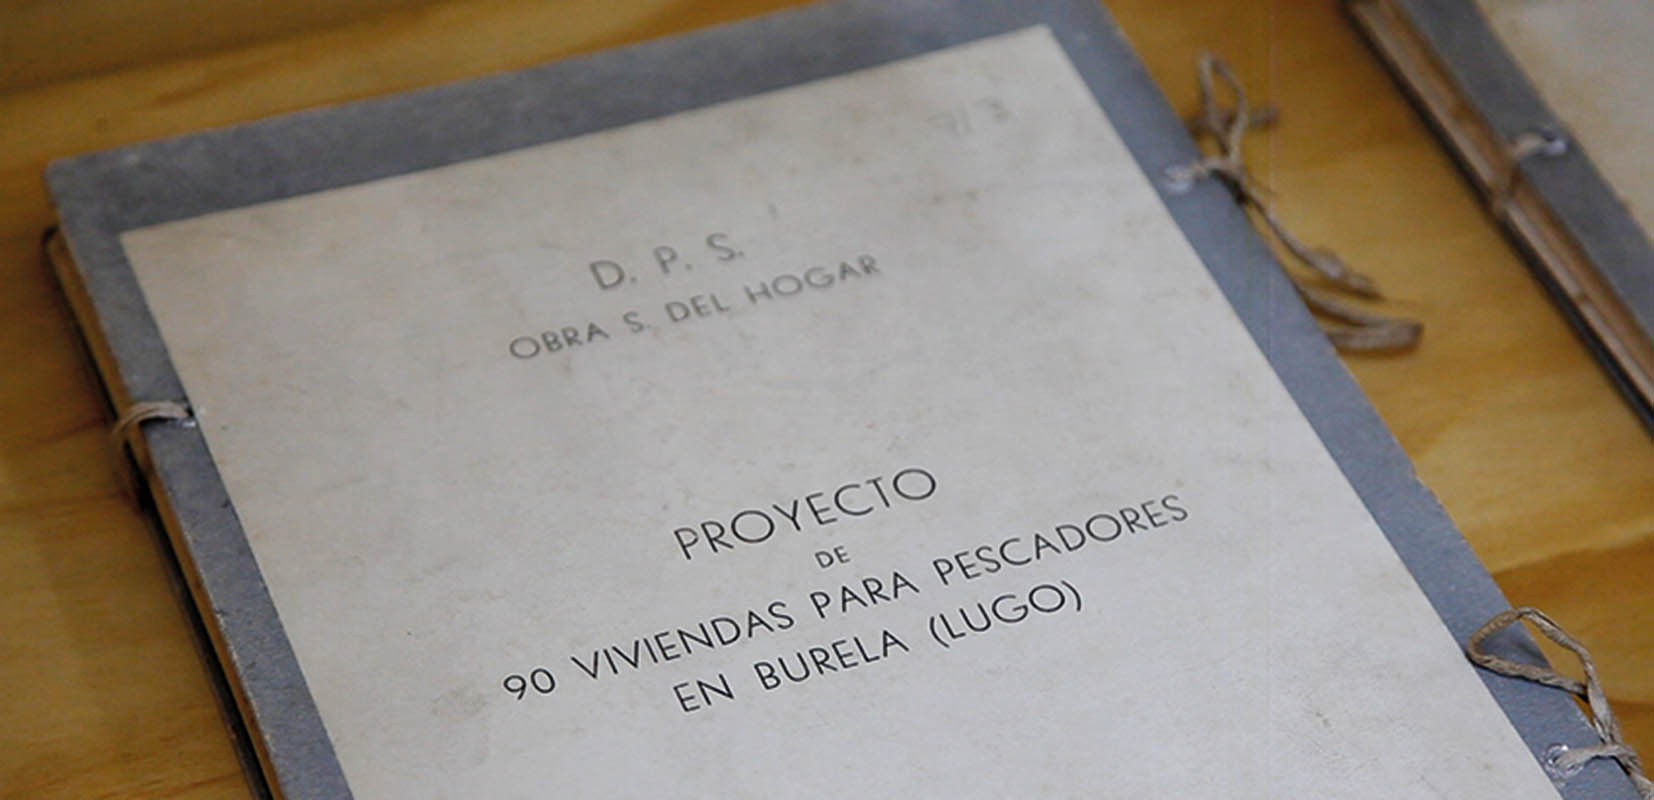 D. P. S.
OBRA S. DEL HOGAR
PROYECTO
DE
90 VIVIENDAS PARA PESCADORES
EN BURELA (LUGO)